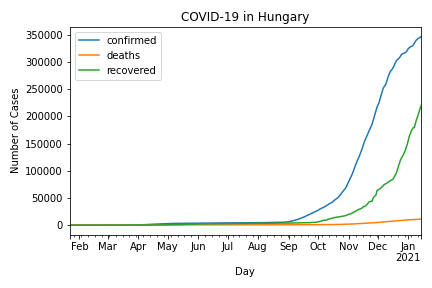 COVID-19 in Hungary
confirmed
deaths
recovered
Number of Cases
350000
300000
250000
200000
150000
100000
50000
0
Feb Mar Apr May Jun Jul Aug Sep Oct Nov Dec Jan
2021
Day